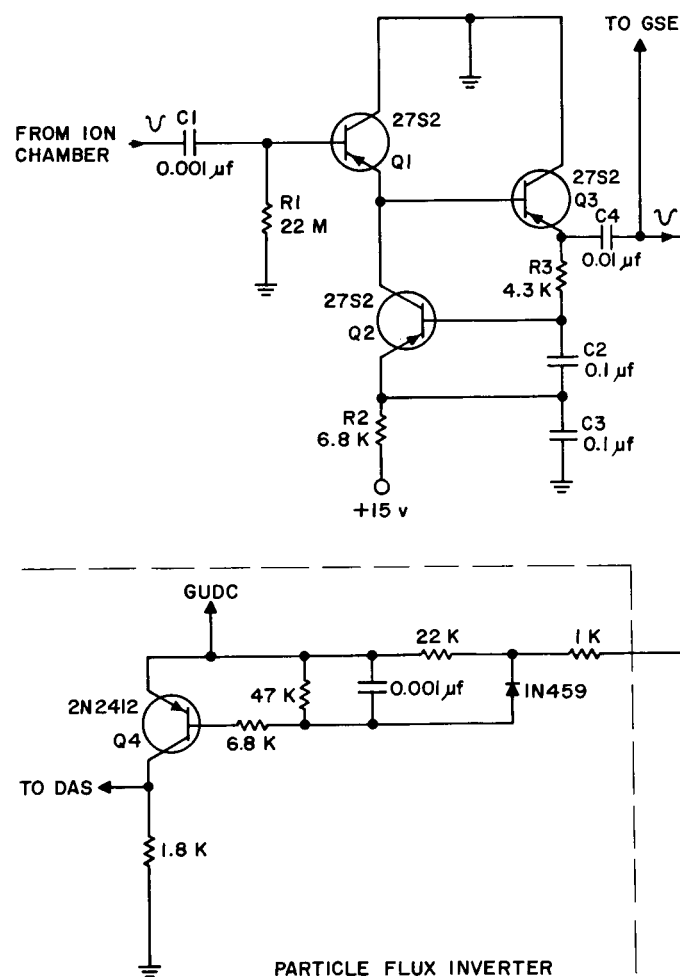 TO GSE
FROM ION
CHAMBER
C1
0.001 µf
27S2
Q1
R1
22 M
27S2
Q3
C4
0.01 µf
R3
4.3 K
27S2
Q2
C2
0.1 µf
R2
6.8 K
C3
0.1 µf
+15 v
GUDC
22 K
1 K
2N2412
Q4
47 K
0.001 µf
IN459
6.8 K
TO DAS
1.8 K
PARTICLE FLUX INVERTER